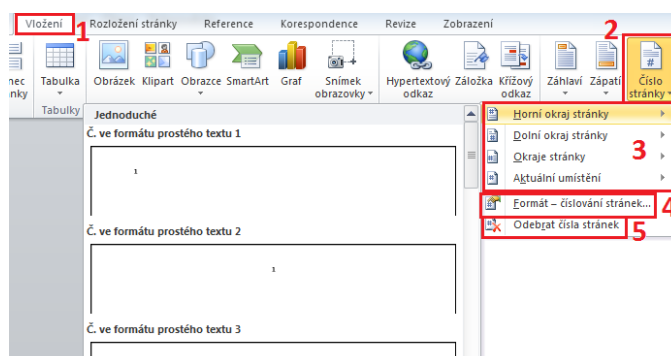 Vložení 1 Rozložení stránky Reference Korespondence Revize Zobrazení
2
Tabulka Obrázek Klipart Obrazce SmartArt Graf Snímek Hypertextový Záložka Křížový Záhlaví Zápatí Číslo
obrazovky odkaz odkaz stránky
Tabulky
Jednoduché
Č. ve formátu prostého textu 1
1
Č. ve formátu prostého textu 2
1
Č. ve formátu prostého textu 3
#
Horní okraj stránky
Dolní okraj stránky
Okraje stránky 3
Aktuální umístění
Formát – číslování stránek... 4
Odebrat čísla stránek 5